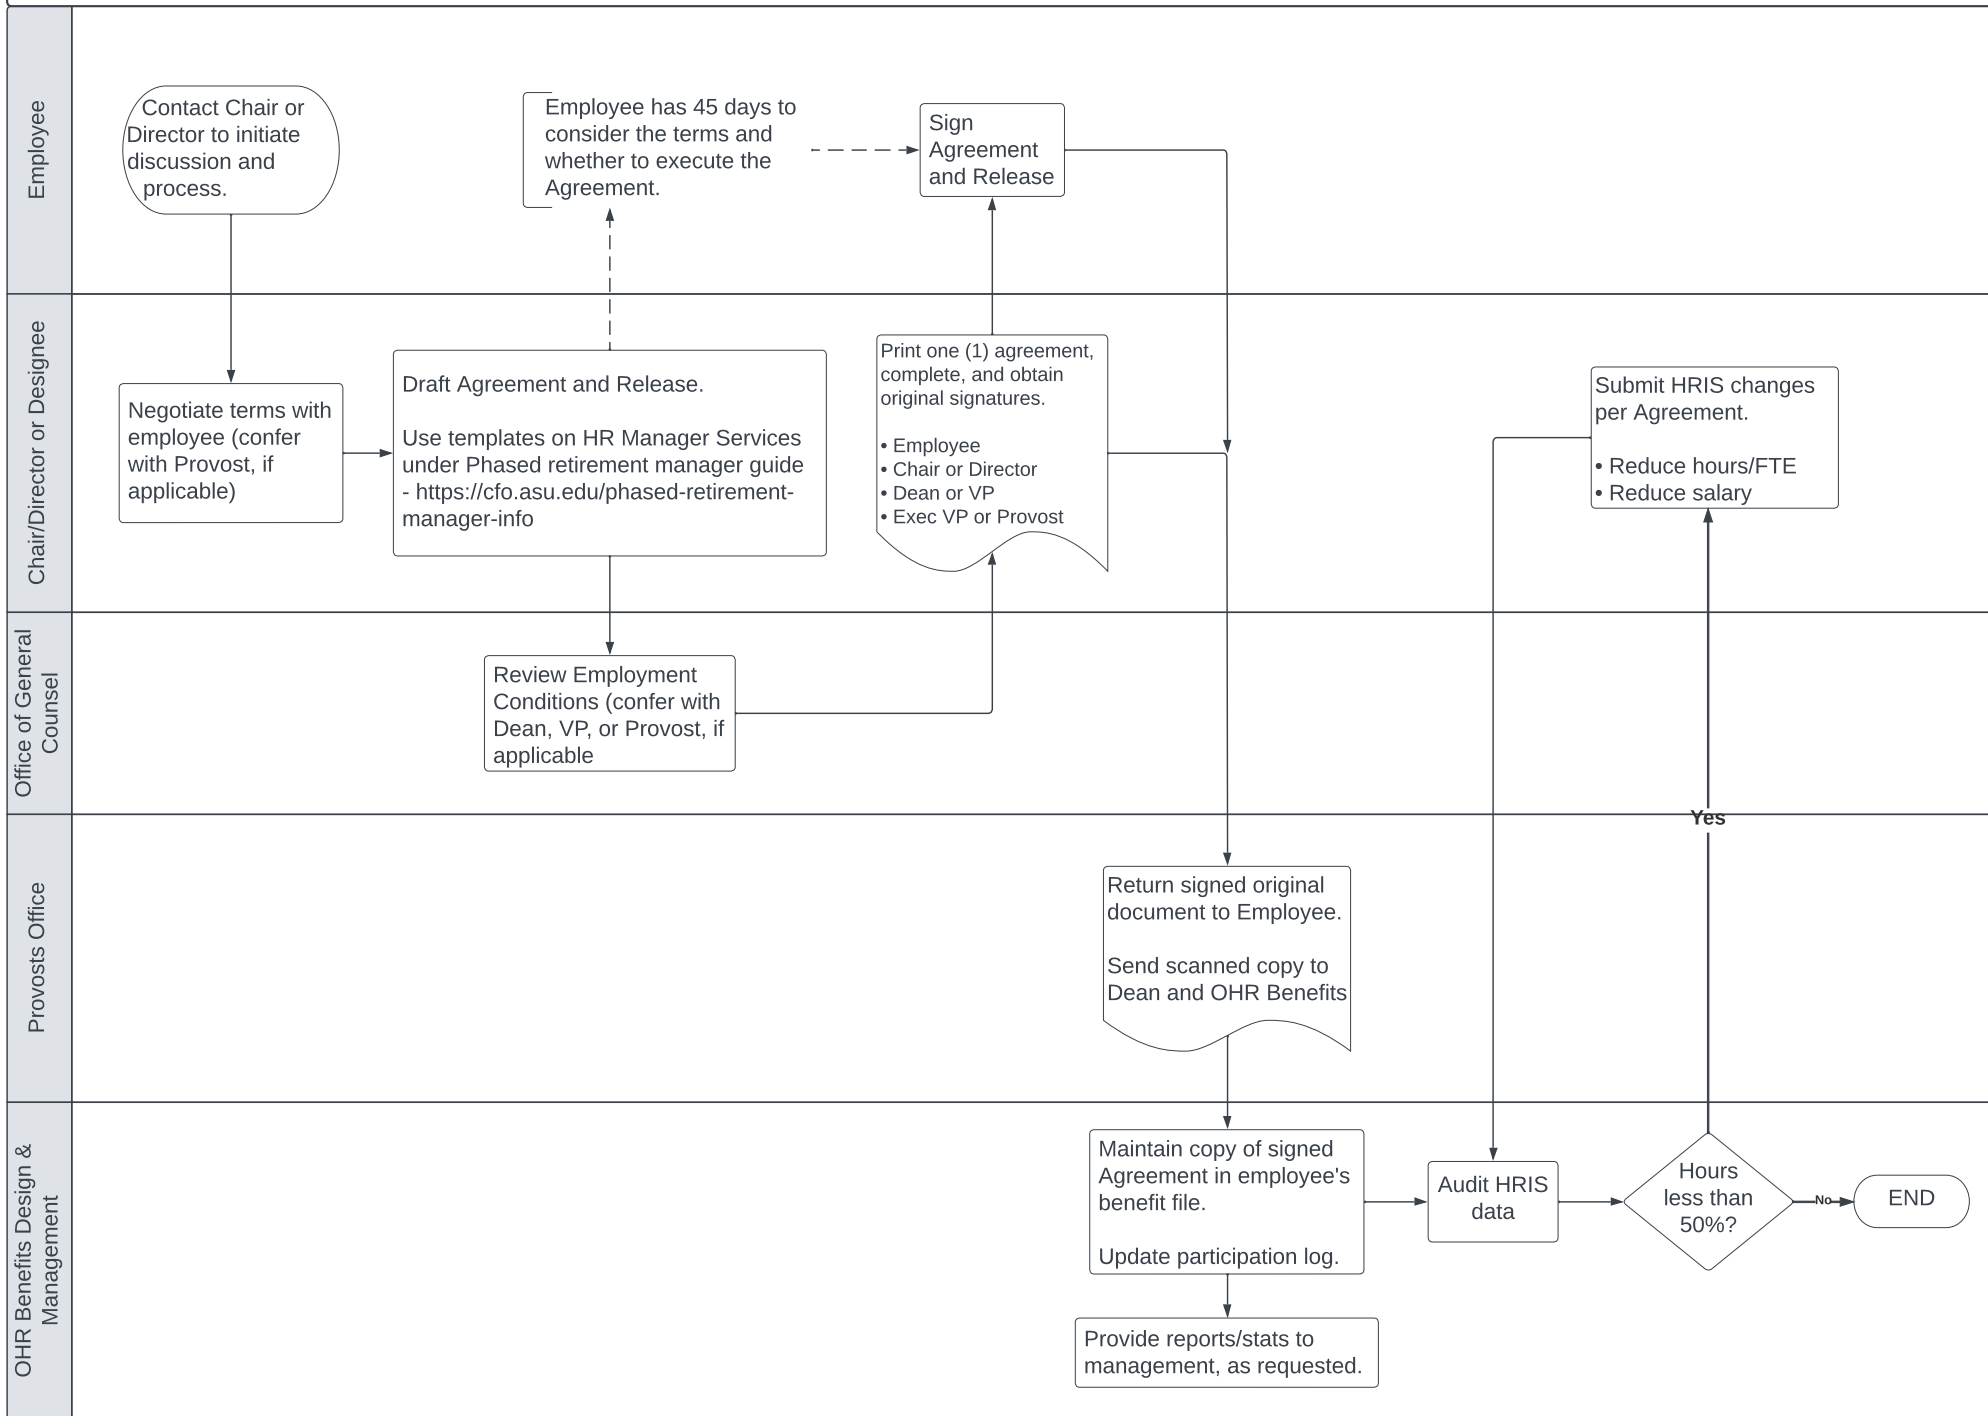 Employee
Contact Chair or
Director to initiate
discussion and
process.
Employee has 45 days to
consider the terms and
whether to execute the
Agreement.
Sign
Agreement
and Release
Chair/Director or Designee
Negotiate terms with
employee (confer
with Provost, if
applicable)
Draft Agreement and Release.
Use templates on HR Manager Services
under Phased retirement manager guide
- https://cfo.asu.edu/phased-retirement-
manager-info
Print one (1) agreement,
complete, and obtain
original signatures.
• Employee
• Chair or Director
• Dean or VP
• Exec VP or Provost
Submit HRIS changes
per Agreement.
• Reduce hours/FTE
• Reduce salary
Office of General
Counsel
Review Employment
Conditions (confer with
Dean, VP, or Provost, if
applicable
Yes
Provosts Office
Return signed original
document to Employee.
Send scanned copy to
Dean and OHR Benefits
OHR Benefits Design &
Management
Maintain copy of signed
Agreement in employee's
benefit file.
Update participation log.
Audit HRIS
data
Hours
less than
50%?
No
END
Provide reports/stats to
management, as requested.